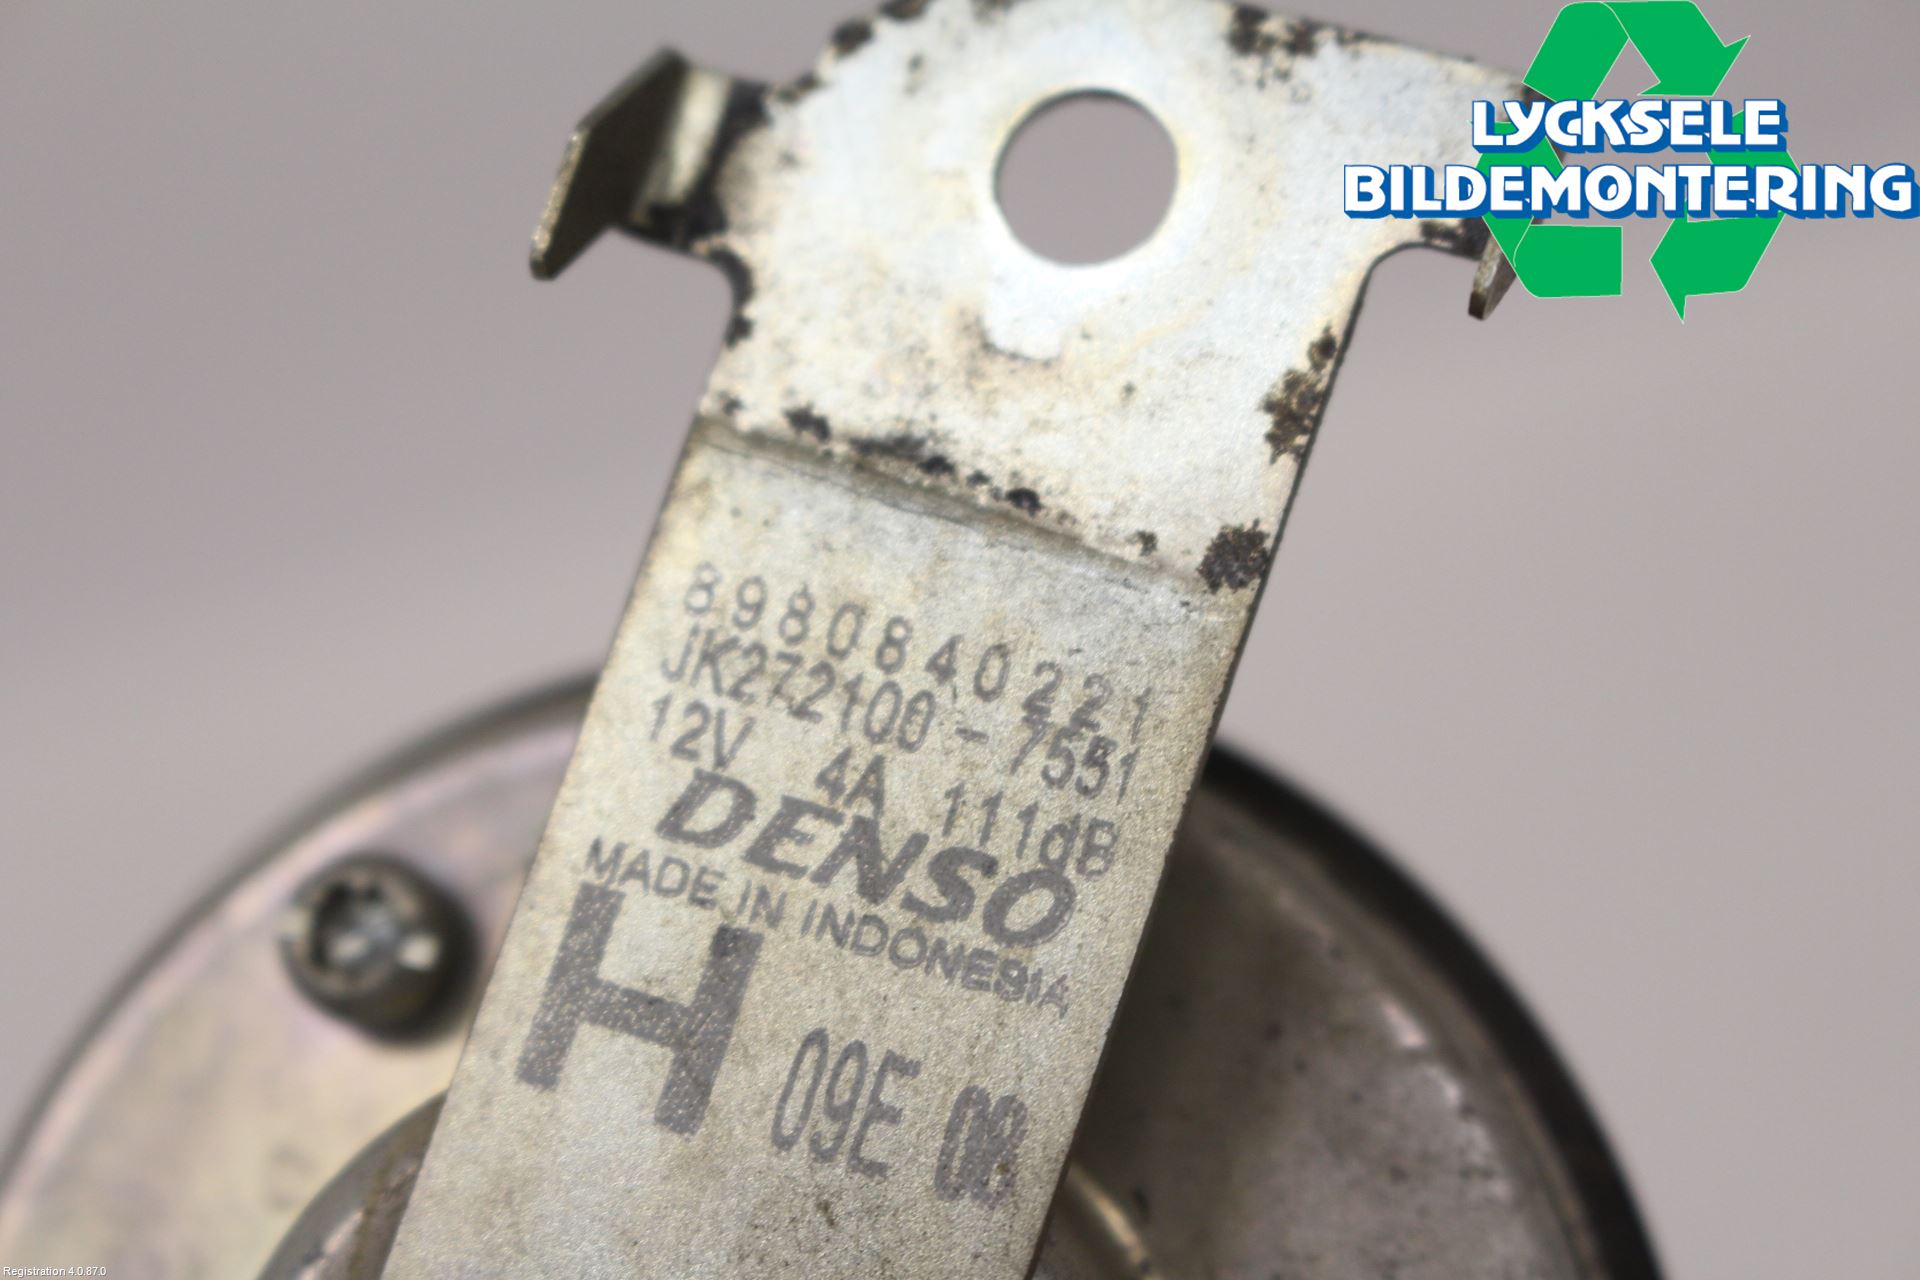 LYCKSELE
BILDEMONTERING
8980840221
JK272100-7551
12V 4A 111dB
DENSO
MADE IN INDONESIA
H 09E 08
Registration 4.0.87.0